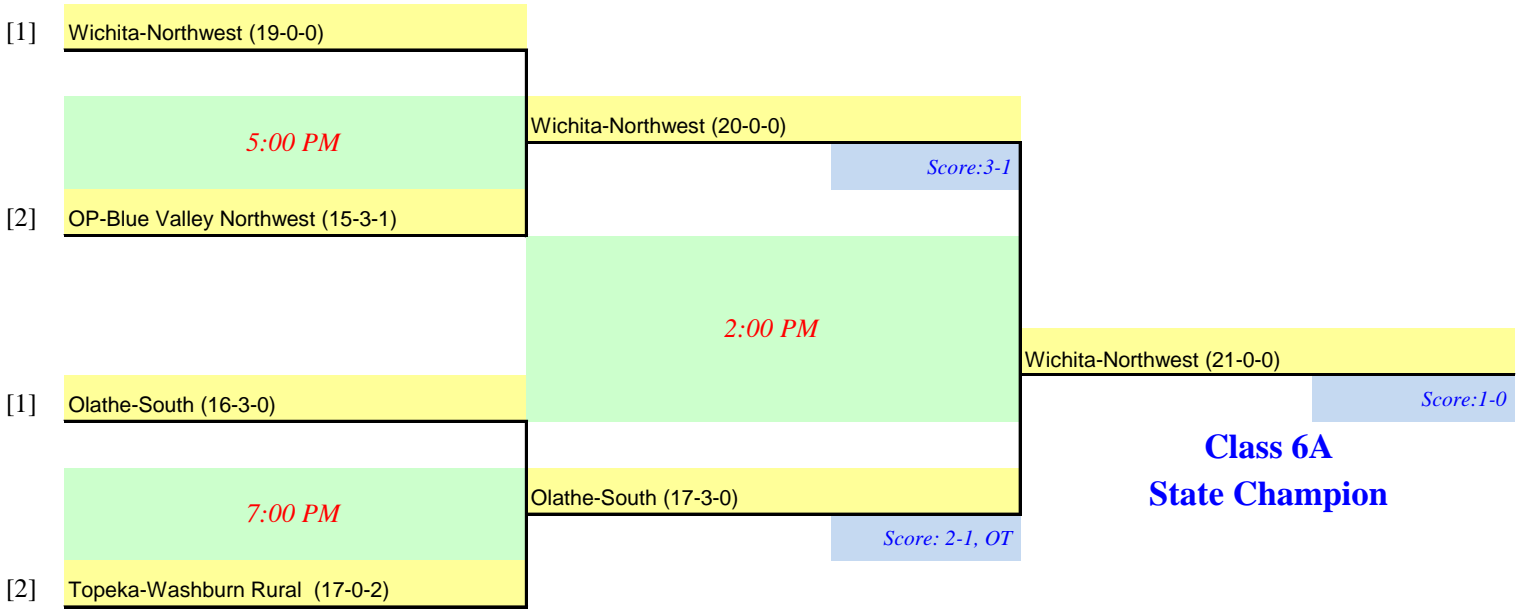 [1] Wichita-Northwest (19-0-0)
5:00 PM
Wichita-Northwest (20-0-0)
Score:3-1
[2] OP-Blue Valley Northwest (15-3-1)
2:00 PM
Wichita-Northwest (21-0-0)
Score:1-0
[1] Olathe-South (16-3-0)
Class 6A
State Champion
7:00 PM
Olathe-South (17-3-0)
Score: 2-1, OT
[2] Topeka-Washburn Rural (17-0-2)